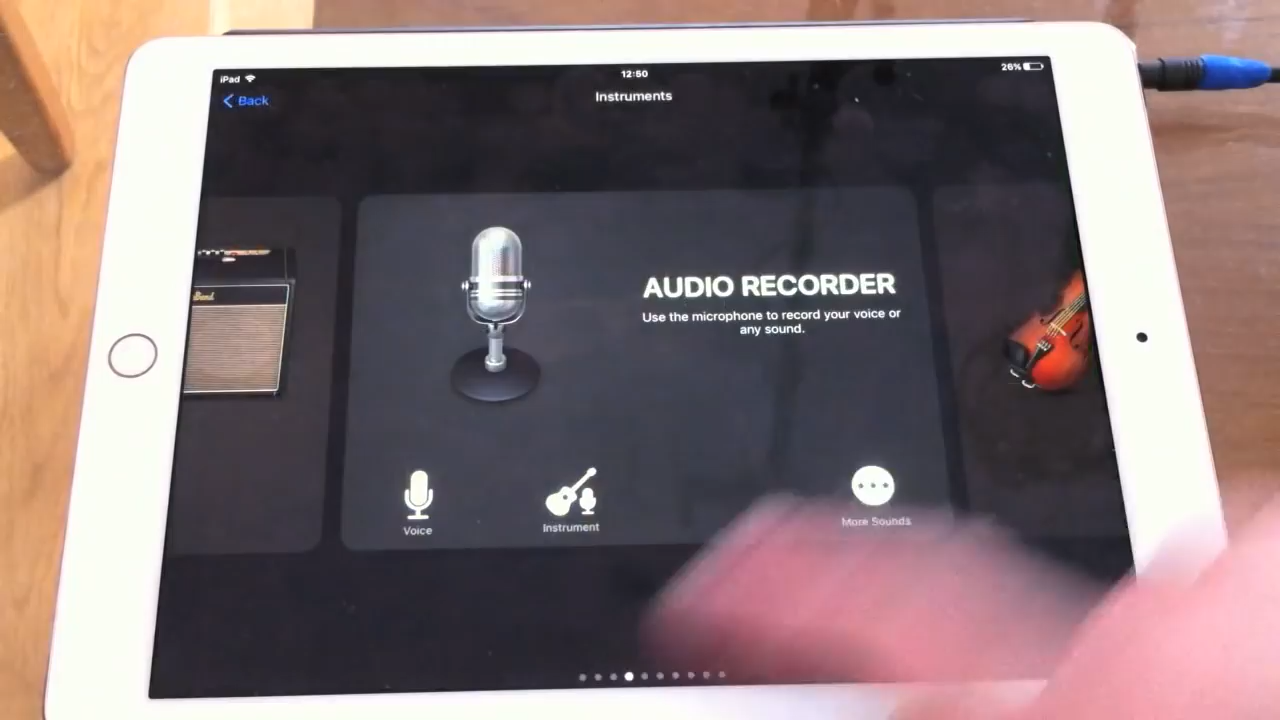 iPad
12:50
26%
Back
Instruments
AUDIO RECORDER
Use the microphone to record your voice or
any sound.
Voice
Instrument
More Sounds